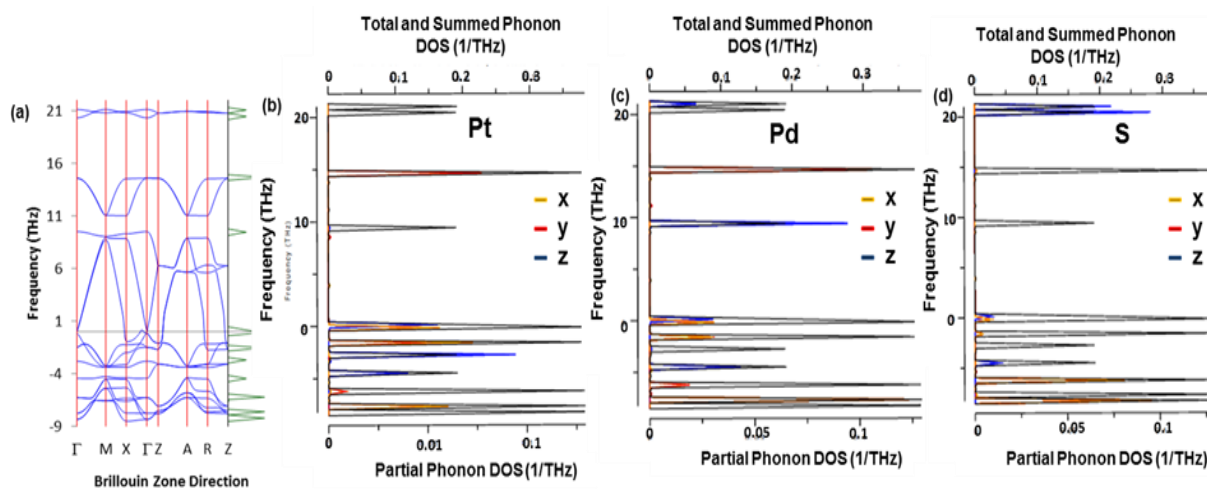 (a)
Frequency (THz)
21
16
11
6
1
-4
-9
Γ M X Γ Z A R Z
Brillouin Zone Direction
(b)
Total and Summed Phonon
DOS (1/THz)
0 0.1 0.2 0.3
Frequency (THz)
Frequency (THz)
20
10
0
Pt
x
y
z
0 0.01 0.1
Partial Phonon DOS (1/THz)
(c)
Total and Summed Phonon
DOS (1/THz)
0 0.1 0.2 0.3
Frequency (THz)
20
10
0
Pd
x
y
z
0 0.05 0.1
Partial Phonon DOS (1/THz)
(d)
Total and Summed Phonon
DOS (1/THz)
0 0.1 0.2 0.3
Frequency (THz)
20
10
0
S
x
y
z
0 0.05 0.1
Partial Phonon DOS (1/THz)